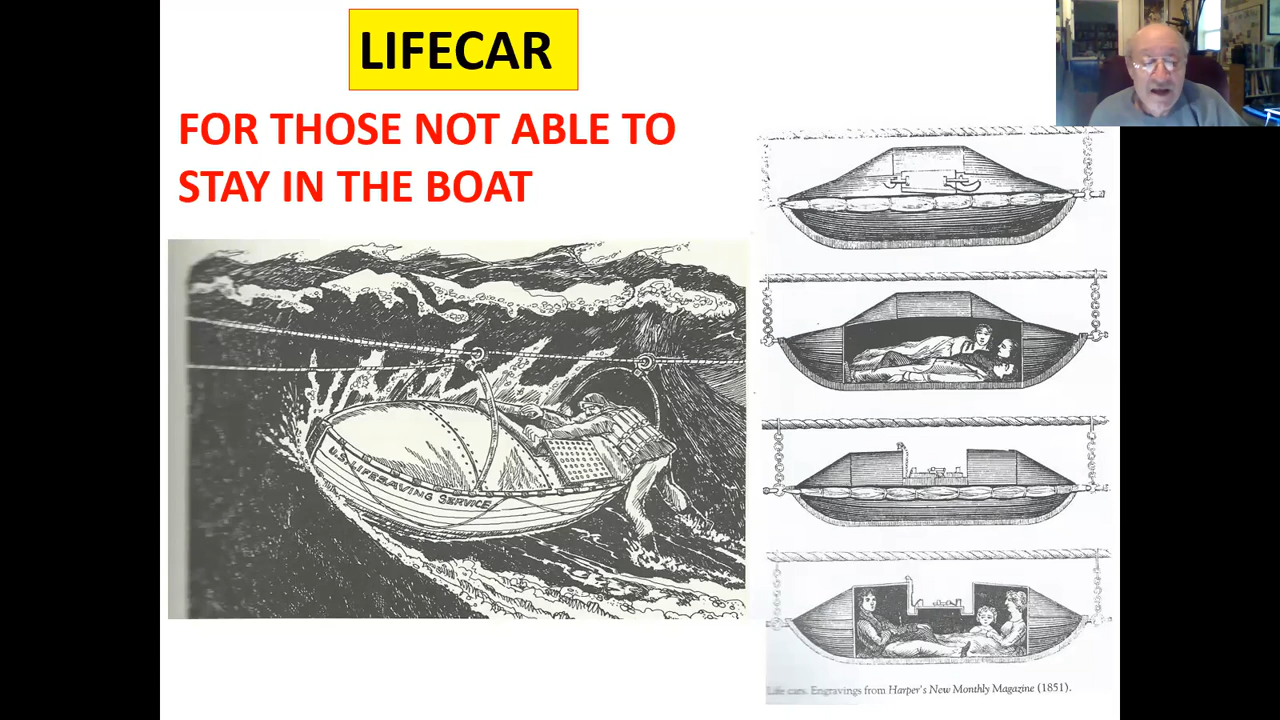 LIFECAR
FOR THOSE NOT ABLE TO
STAY IN THE BOAT
U.S. LIFESAVING SERVICE
Life cars. Engravings from Harper's New Monthly Magazine (1851).